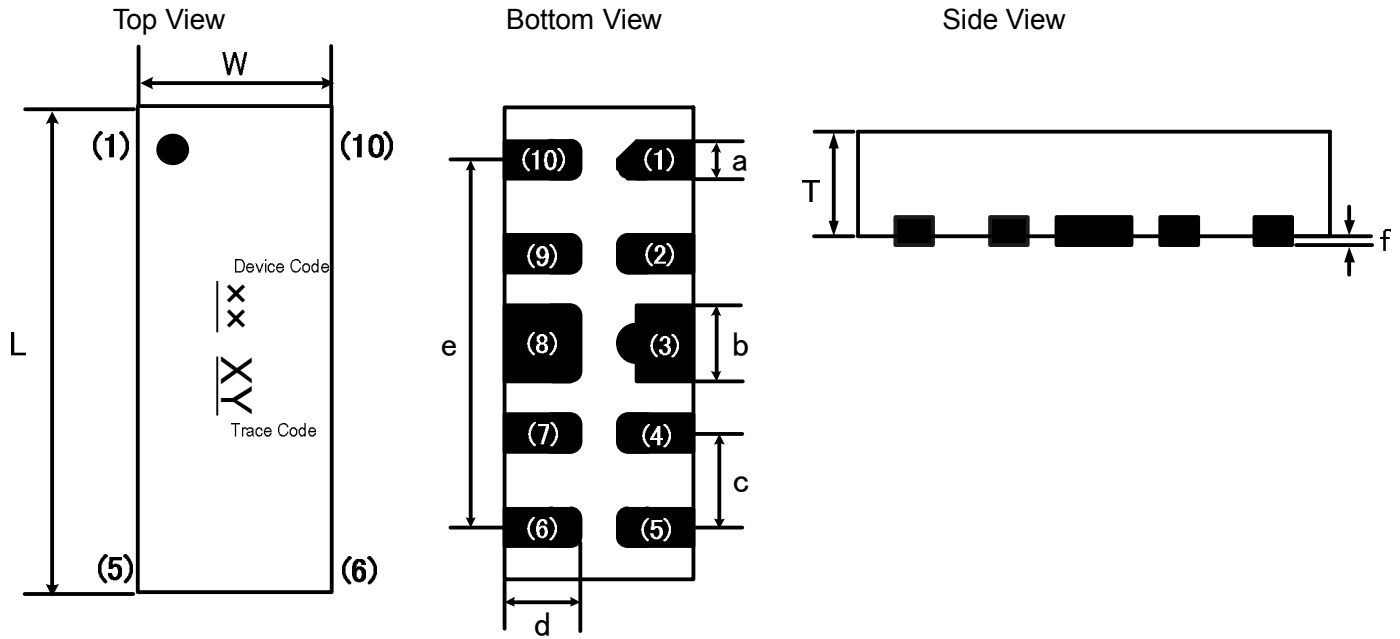 Top View
Bottom View
Side View
W
L
(1)
(10)
(5)
(6)
Device Code
××
XY
Trace Code
(10)
(1)
(9)
(2)
(8)
(3)
(7)
(4)
(6)
(5)
a
b
c
d
e
T
f